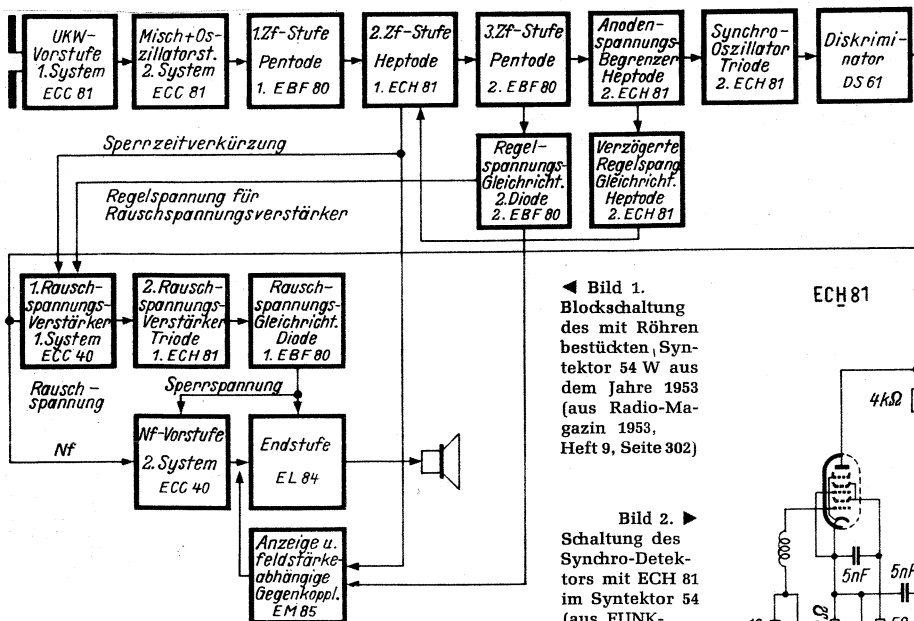 UKW-
Vorstufe
1. System
ECC 81
Misch+Os-
zillatorst.
2. System
ECC 81
1.Zf-Stufe
Pentode
1. EBF 80
2. Zf-Stufe
Heptode
1. ECH 81
3.Zf-Stufe
Pentode
2. EBF 80
Anoden-
spannungs-
Begrenzer
Heptode
2. ECH 81
Synchro-
Oszillator
Triode
2. ECH 81
Diskrimi-
nator
DS 61
Sperrzeitverkürzung
Regelspannung für
Rauschspannungsverstärker
Regel-
spannungs-
Gleichricht.
2.Diode
2. EBF 80
Verzögerte
Regelspang
Gleichricht.
Heptode
2. ECH 81
1.Rausch-
spannungs-
Verstärker
1.System
ECC 40
2. Rausch-
spannungs-
Verstärker
Triode
1. ECH 81
Rausch-
spannungs-
Gleichricht.
Diode
1. EBF 80
Rausch-
spannung
Sperrspannung
Nf
Nf-Vorstufe
2. System
ECC 40
Endstufe
EL 84
Anzeige u.
feldstärke-
abhängige
Gegenkoppl.
EM 85
◄ Bild 1.
Blockschaltung
des mit Röhren
bestückten Syn-
tektor 54 W aus
dem Jahre 1953
(aus Radio-Ma-
gazin 1953,
Heft 9, Seite 302)
Bild 2. ►
Schaltung des
Synchro-Detek-
tors mit ECH 81
im Syntektor 54
(aus FUNK-
ECH 81
4kΩ
5nF
5nF